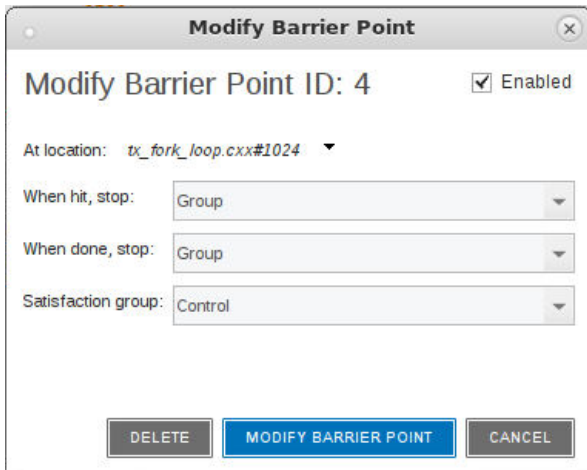 Modify Barrier Point
Modify Barrier Point ID: 4
Enabled
At location: tx_fork_loop.cxx#1024
When hit, stop: Group
When done, stop: Group
Satisfaction group: Control
DELETE MODIFY BARRIER POINT CANCEL